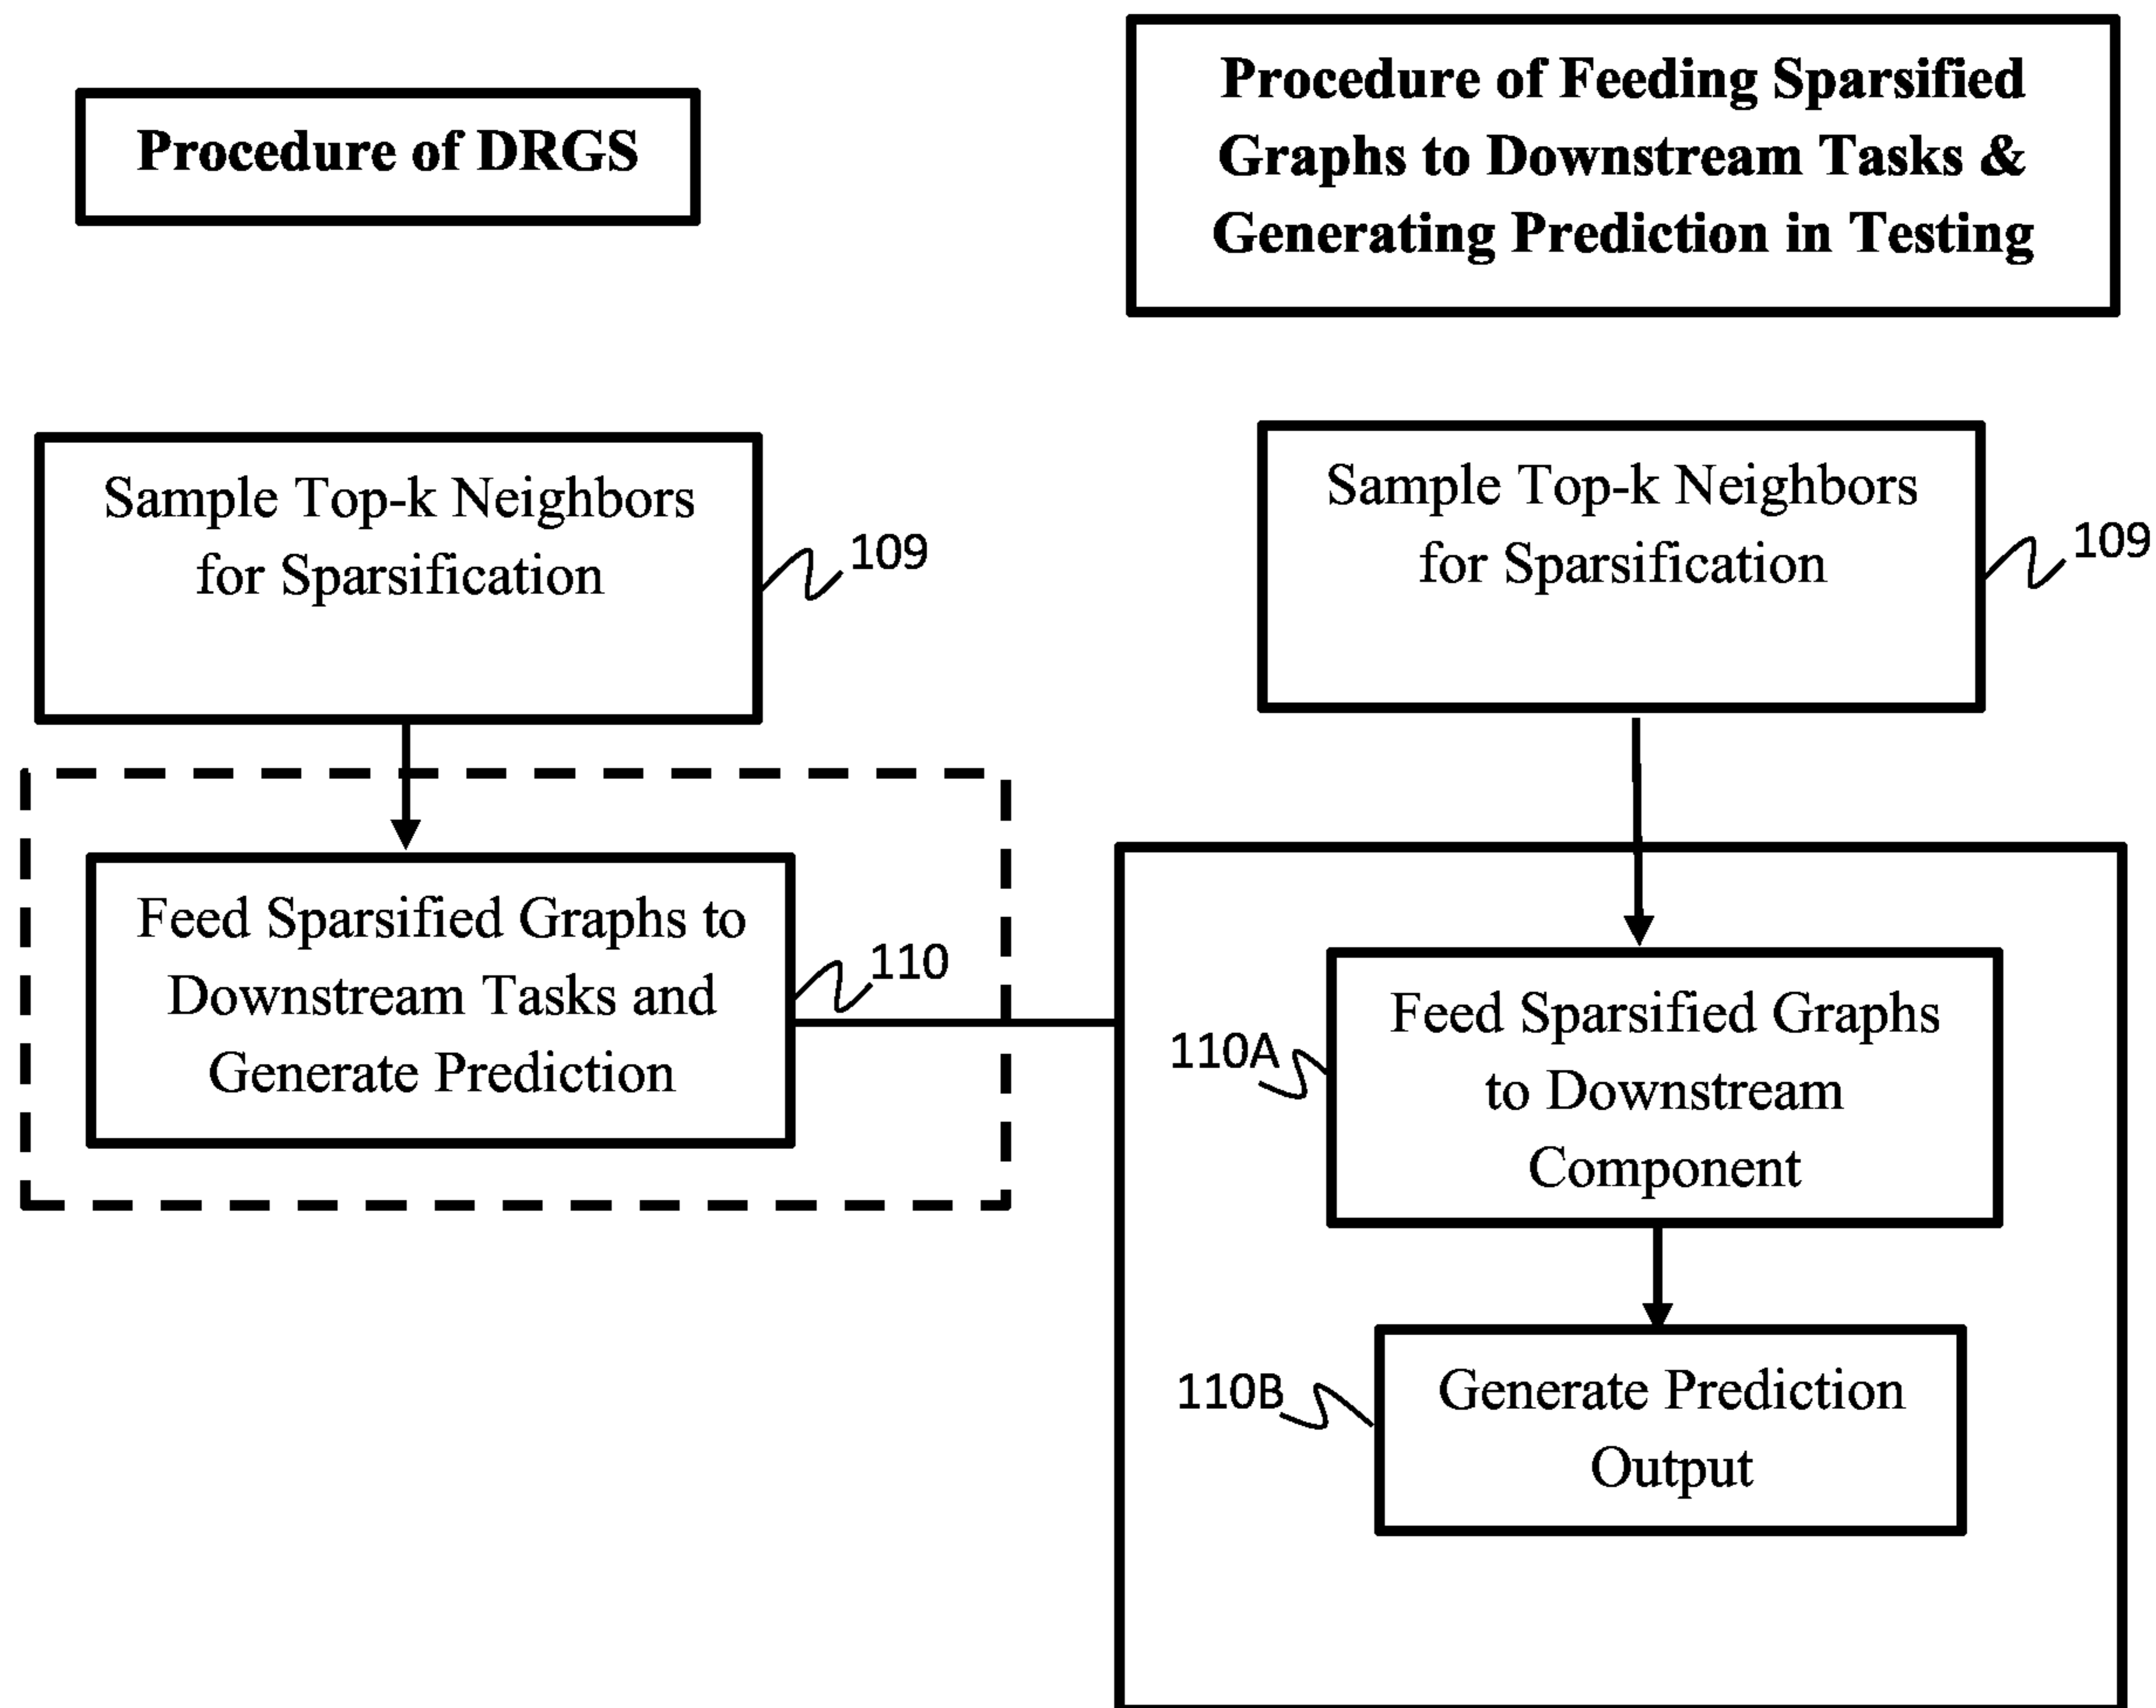 Procedure of DRGS
Procedure of Feeding Sparsified
Graphs to Downstream Tasks &
Generating Prediction in Testing
Sample Top-k Neighbors
for Sparsification
109
Sample Top-k Neighbors
for Sparsification
109
Feed Sparsified Graphs to
Downstream Tasks and
Generate Prediction
110
110A
Feed Sparsified Graphs
to Downstream
Component
110B
Generate Prediction
Output